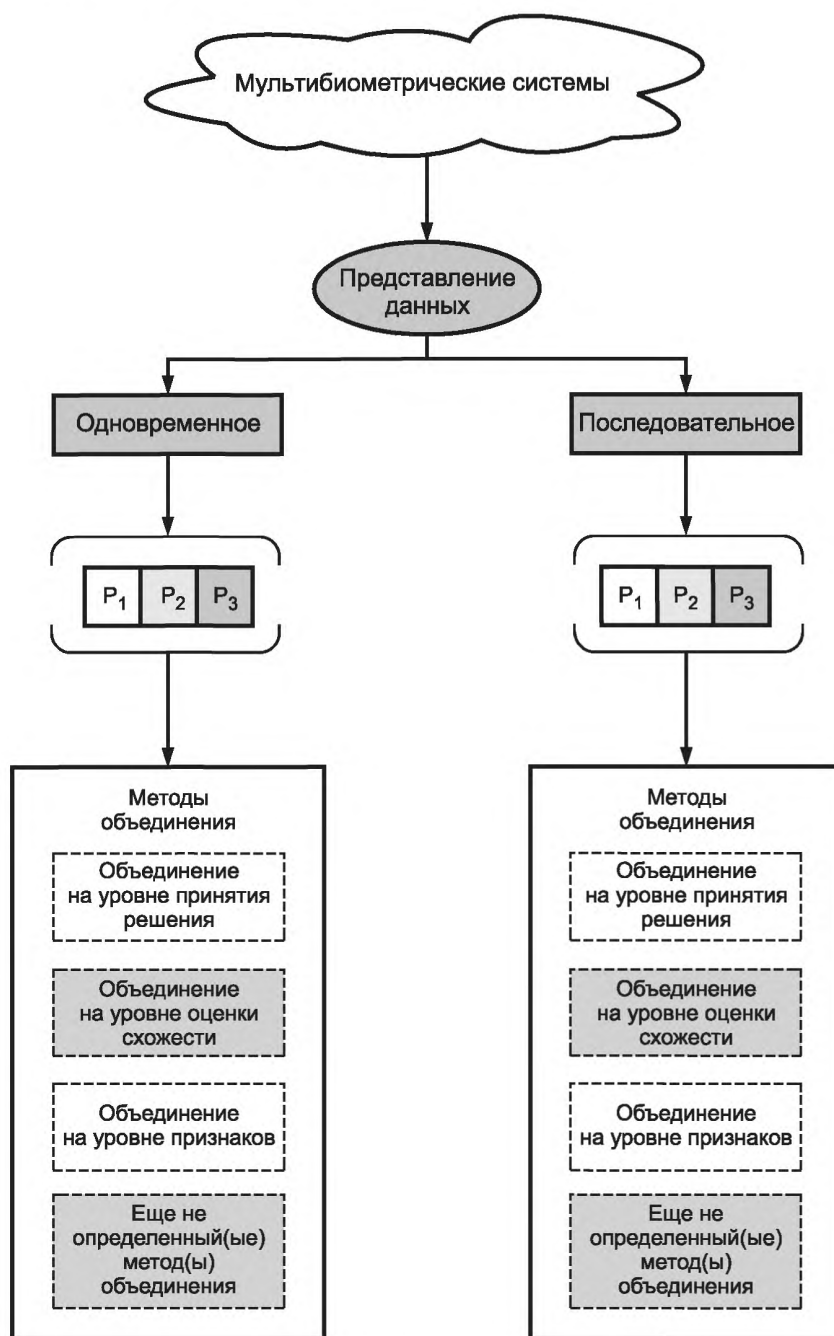 Мультибиометрические системы
Представление
данных
Одновременное
P1 P2 P3
Методы
объединения
Объединение
на уровне принятия
решения
Объединение
на уровне оценки
схожести
Объединение
на уровне признаков
Еще не
определенный(ые)
метод(ы)
объединения
Последовательное
P1 P2 P3
Методы
объединения
Объединение
на уровне принятия
решения
Объединение
на уровне оценки
схожести
Объединение
на уровне признаков
Еще не
определенный(ые)
метод(ы)
объединения